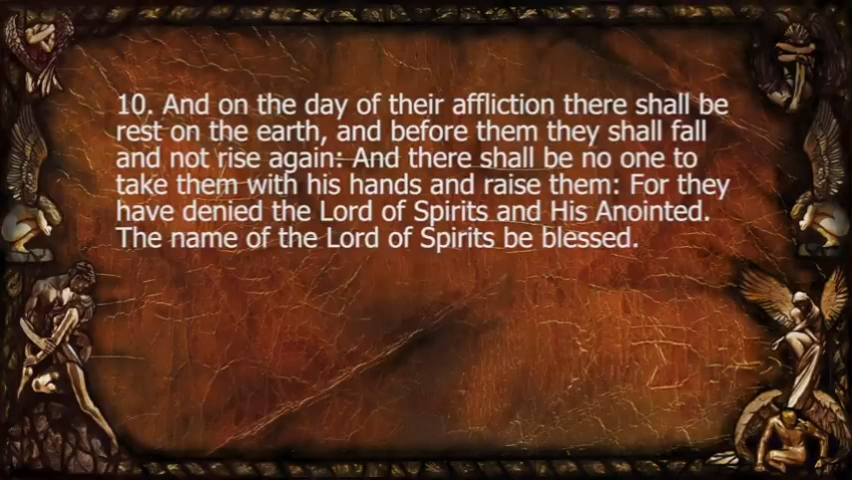 10. And on the day of their affliction there shall be
rest on the earth, and before them they shall fall
and not rise again: And there shall be no one to
take them with his hands and raise them: For they
have denied the Lord of Spirits and His Anointed.
The name of the Lord of Spirits be blessed.